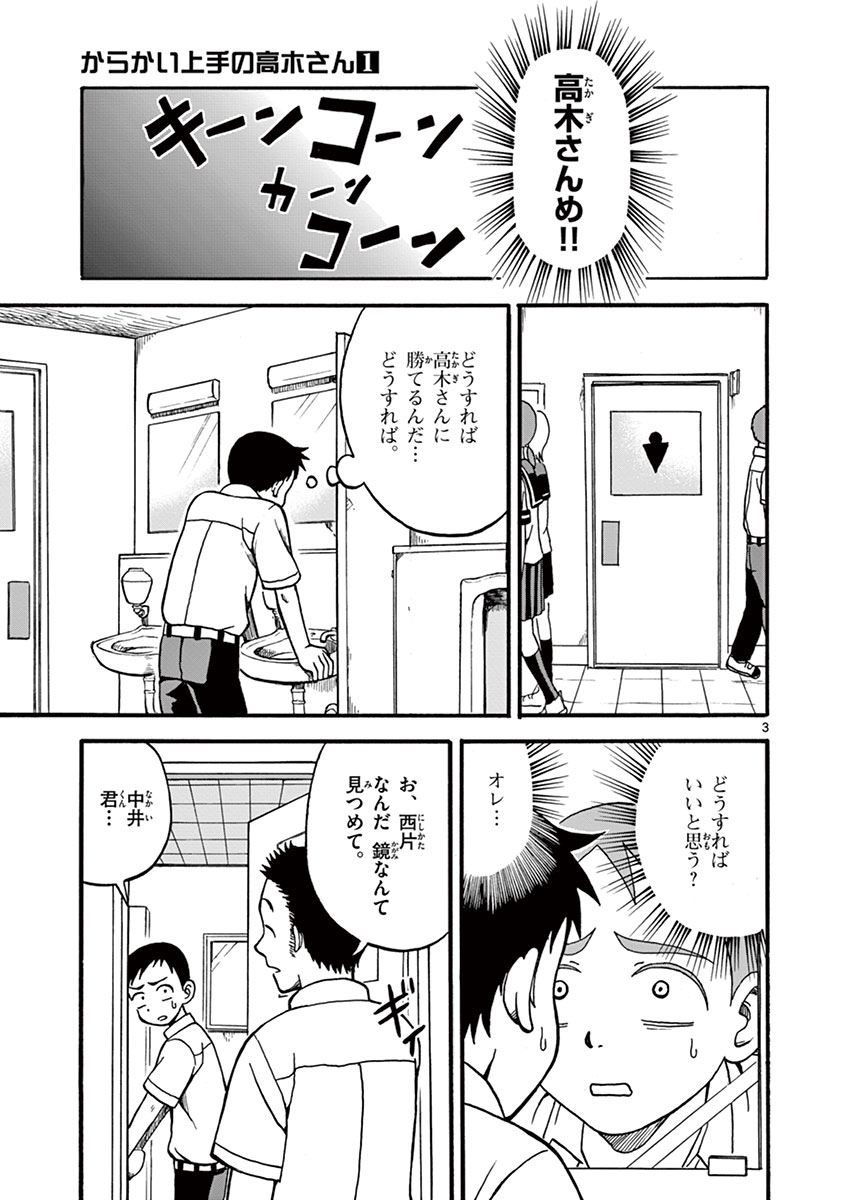 からかい上手の高木さん1
高木さんめ!!
キーンコーン
カーンコーン
どうすれば
高木さんに
勝てるんだ…
どうすれば。
3
どうすれば
いいと思う?
オレ…
お、西片
なんだ 鏡なんて
見つめて。
ギィ
中井
君…